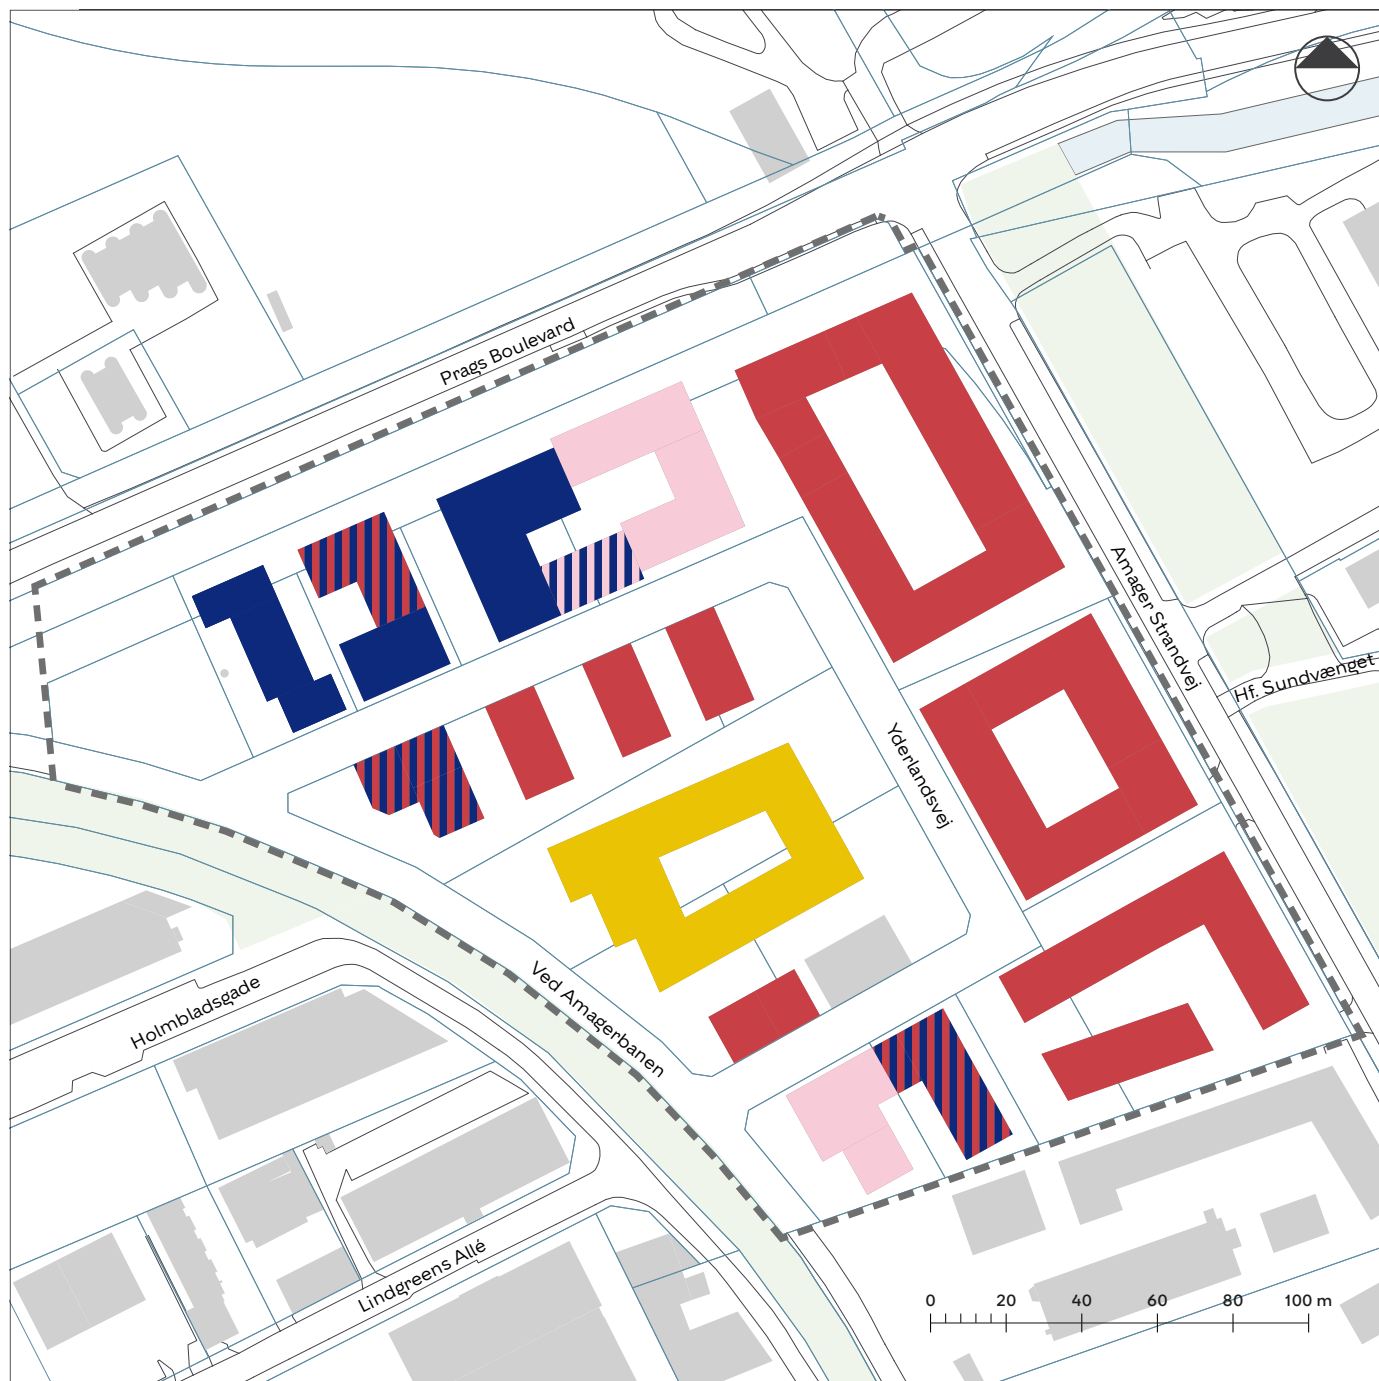 Prags Boulevard
Amager Strandvej
Hf. Sundvænget
Yderlandsvej
Ved Amagerbanen
Holmbladsgade
Lindgreens Allé
0 20 40 60 80 100 m